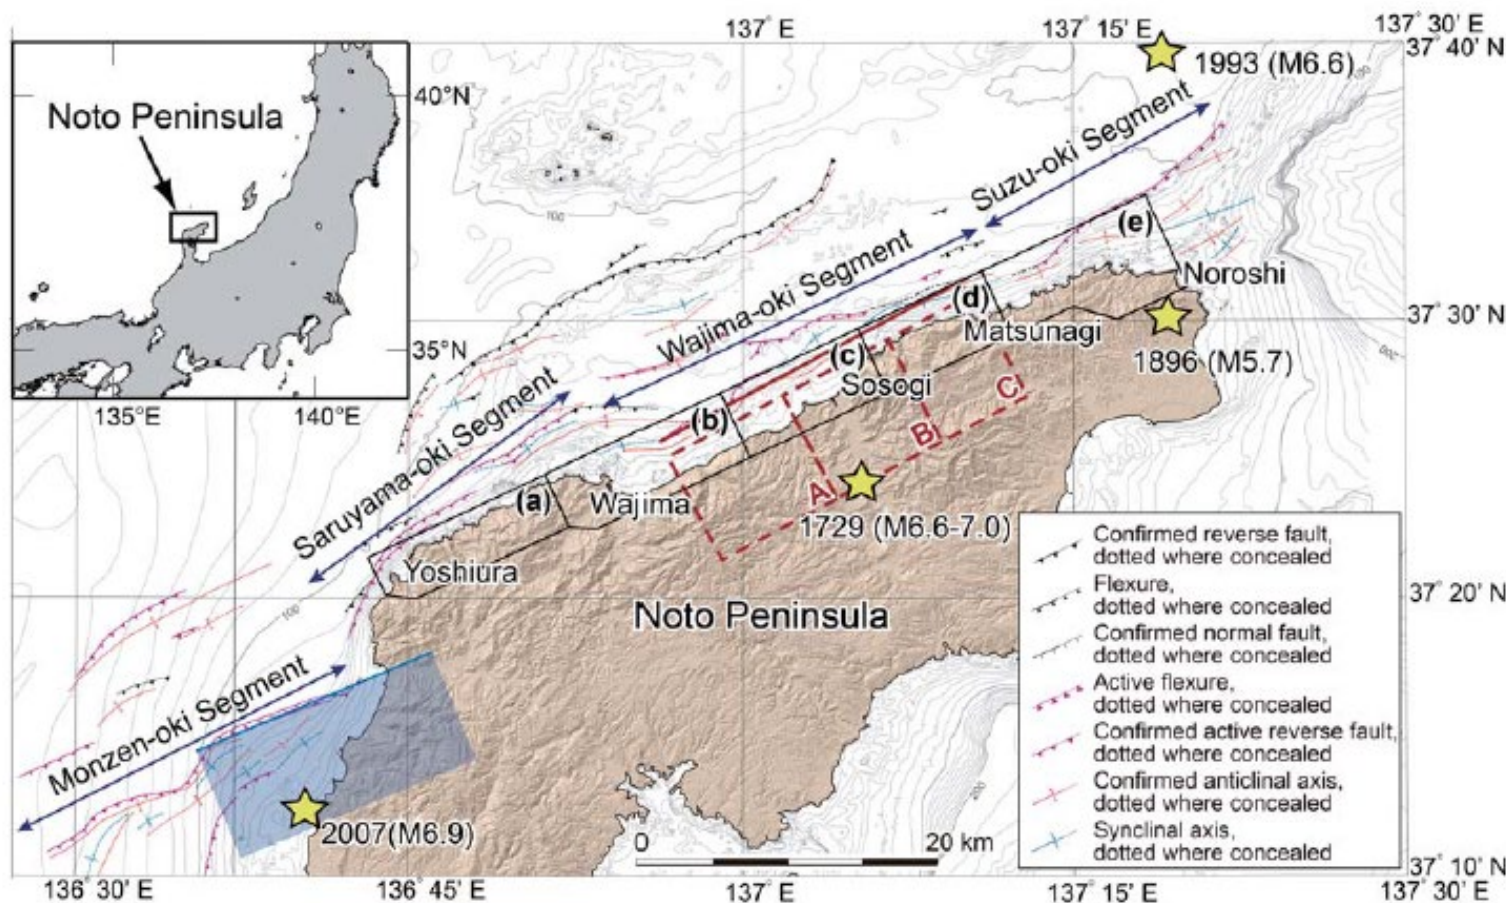 137° E
137° 15' E
137° 30' E
37° 40' N
1993 (M6.6)
40°N
Noto Peninsula
35°N
135°E
140°E
100
100
Suzu-oki Segment
Wajima-oki Segment
Saruyama-oki Segment
Monzen-oki Segment
(e)
(d)
(c)
(b)
(a)
Noroshi
37° 30' N
Matsunagi
1896 (M5.7)
Sosogi
C
B
A
Wajima
1729 (M6.6-7.0)
Yoshiura
100
Noto Peninsula
37° 20' N
200
200
2007(M6.9)
0
20 km
Confirmed reverse fault,
dotted where concealed
Flexure,
dotted where concealed
Confirmed normal fault,
dotted where concealed
Active flexure,
dotted where concealed
Confirmed active reverse fault,
dotted where concealed
Confirmed anticlinal axis,
dotted where concealed
Synclinal axis,
dotted where concealed
37° 10' N
136° 30' E
136° 45' E
137° E
137° 15' E
137° 30' E